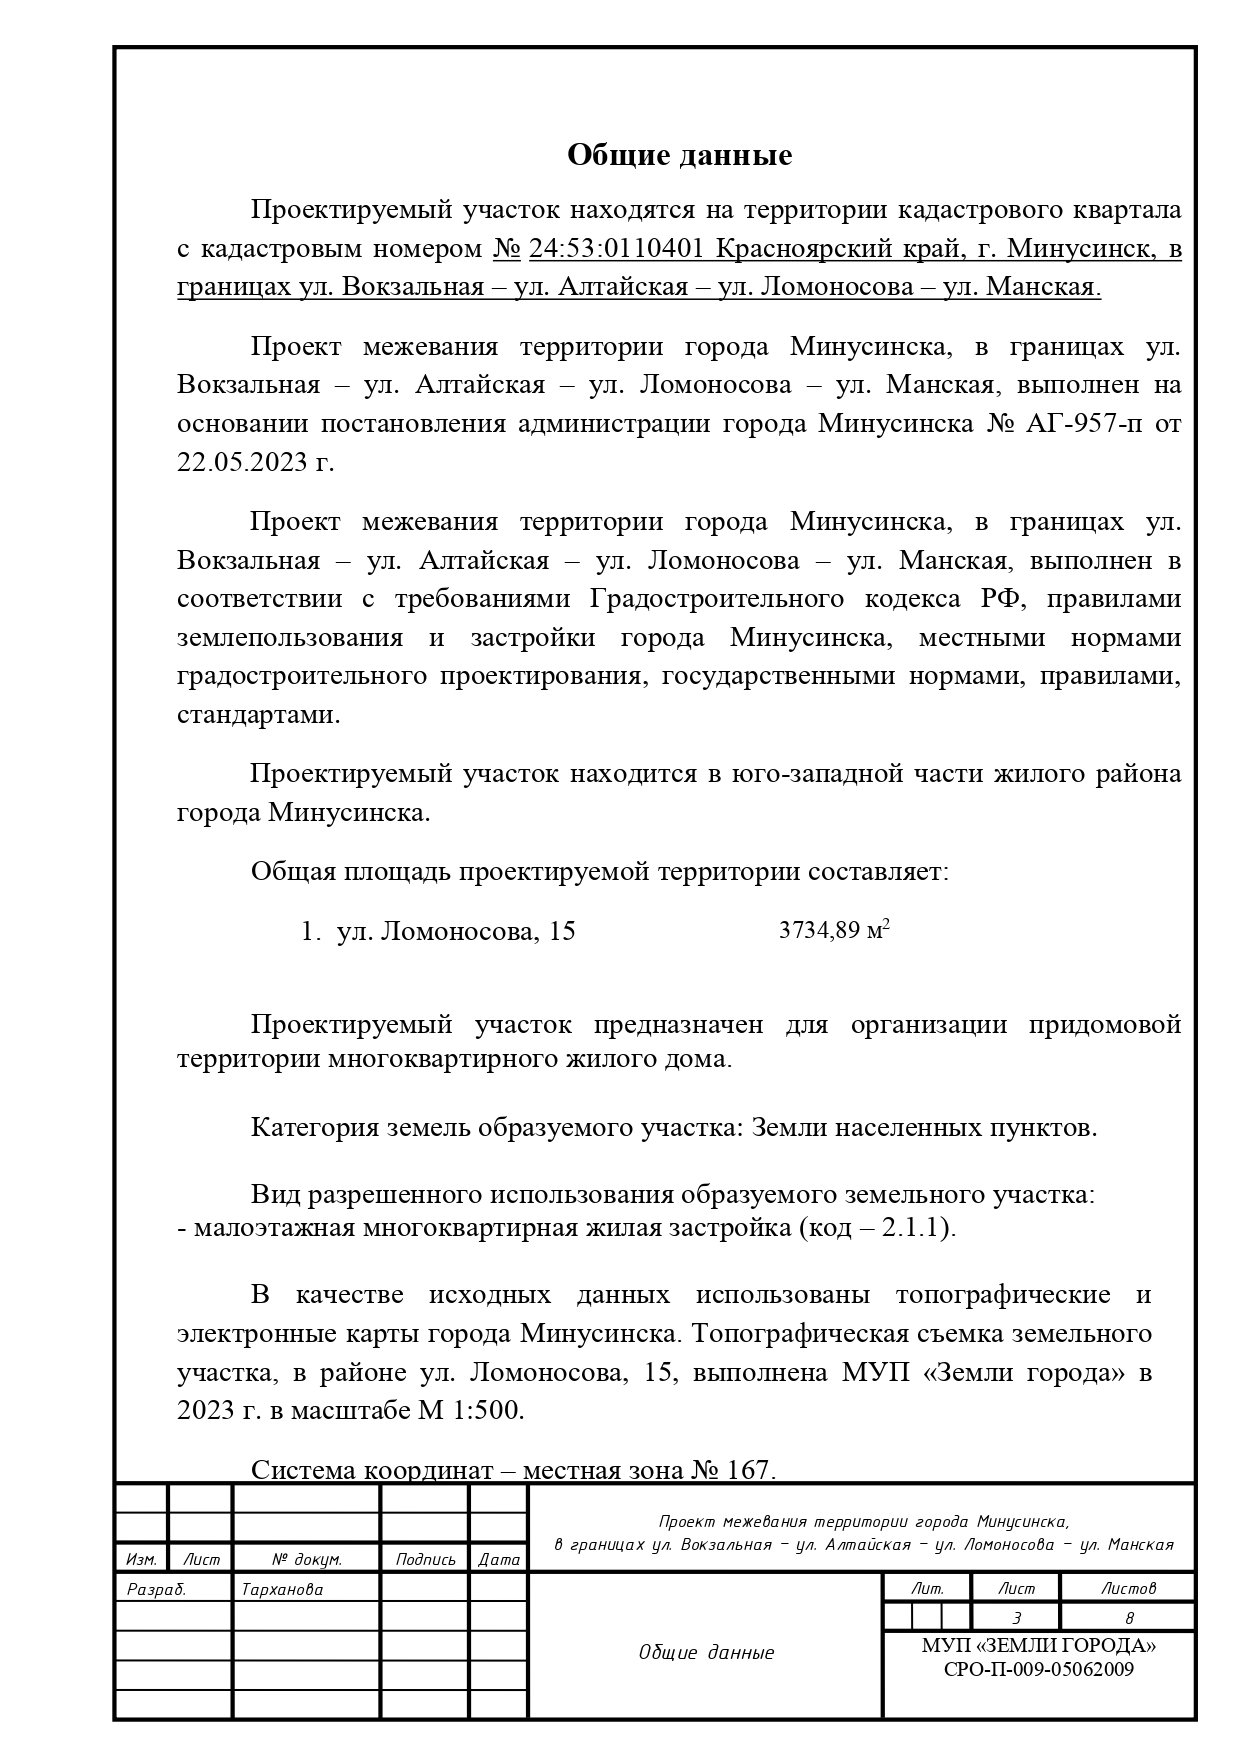 Общие данные
Проектируемый участок находятся на территории кадастрового квартала
с кадастровым номером № 24:53:0110401 Красноярский край, г. Минусинск, в
границах ул. Вокзальная – ул. Алтайская – ул. Ломоносова – ул. Манская.
Проект межевания территории города Минусинска, в границах ул.
Вокзальная – ул. Алтайская – ул. Ломоносова – ул. Манская, выполнен на
основании постановления администрации города Минусинска № АГ-957-п от
22.05.2023 г.
Проект межевания территории города Минусинска, в границах ул.
Вокзальная – ул. Алтайская – ул. Ломоносова – ул. Манская, выполнен в
соответствии с требованиями Градостроительного кодекса РФ, правилами
землепользования и застройки города Минусинска, местными нормами
градостроительного проектирования, государственными нормами, правилами,
стандартами.
Проектируемый участок находится в юго-западной части жилого района
города Минусинска.
Общая площадь проектируемой территории составляет:
1. ул. Ломоносова, 15 3734,89 м²
Проектируемый участок предназначен для организации придомовой
территории многоквартирного жилого дома.
Категория земель образуемого участка: Земли населенных пунктов.
Вид разрешенного использования образуемого земельного участка:
- малоэтажная многоквартирная жилая застройка (код – 2.1.1).
В качестве исходных данных использованы топографические и
электронные карты города Минусинска. Топографическая съемка земельного
участка, в районе ул. Ломоносова, 15, выполнена МУП «Земли города» в
2023 г. в масштабе М 1:500.
Система координат – местная зона № 167.
Проект межевания территории города Минусинска,
в границах ул. Вокзальная – ул. Алтайская – ул. Ломоносова – ул. Манская
Изм. Лист № докум. Подпись Дата
Разраб. Тарханова
Лит. Лист Листов
3 8
Общие данные
МУП «ЗЕМЛИ ГОРОДА»
СРО-П-009-05062009